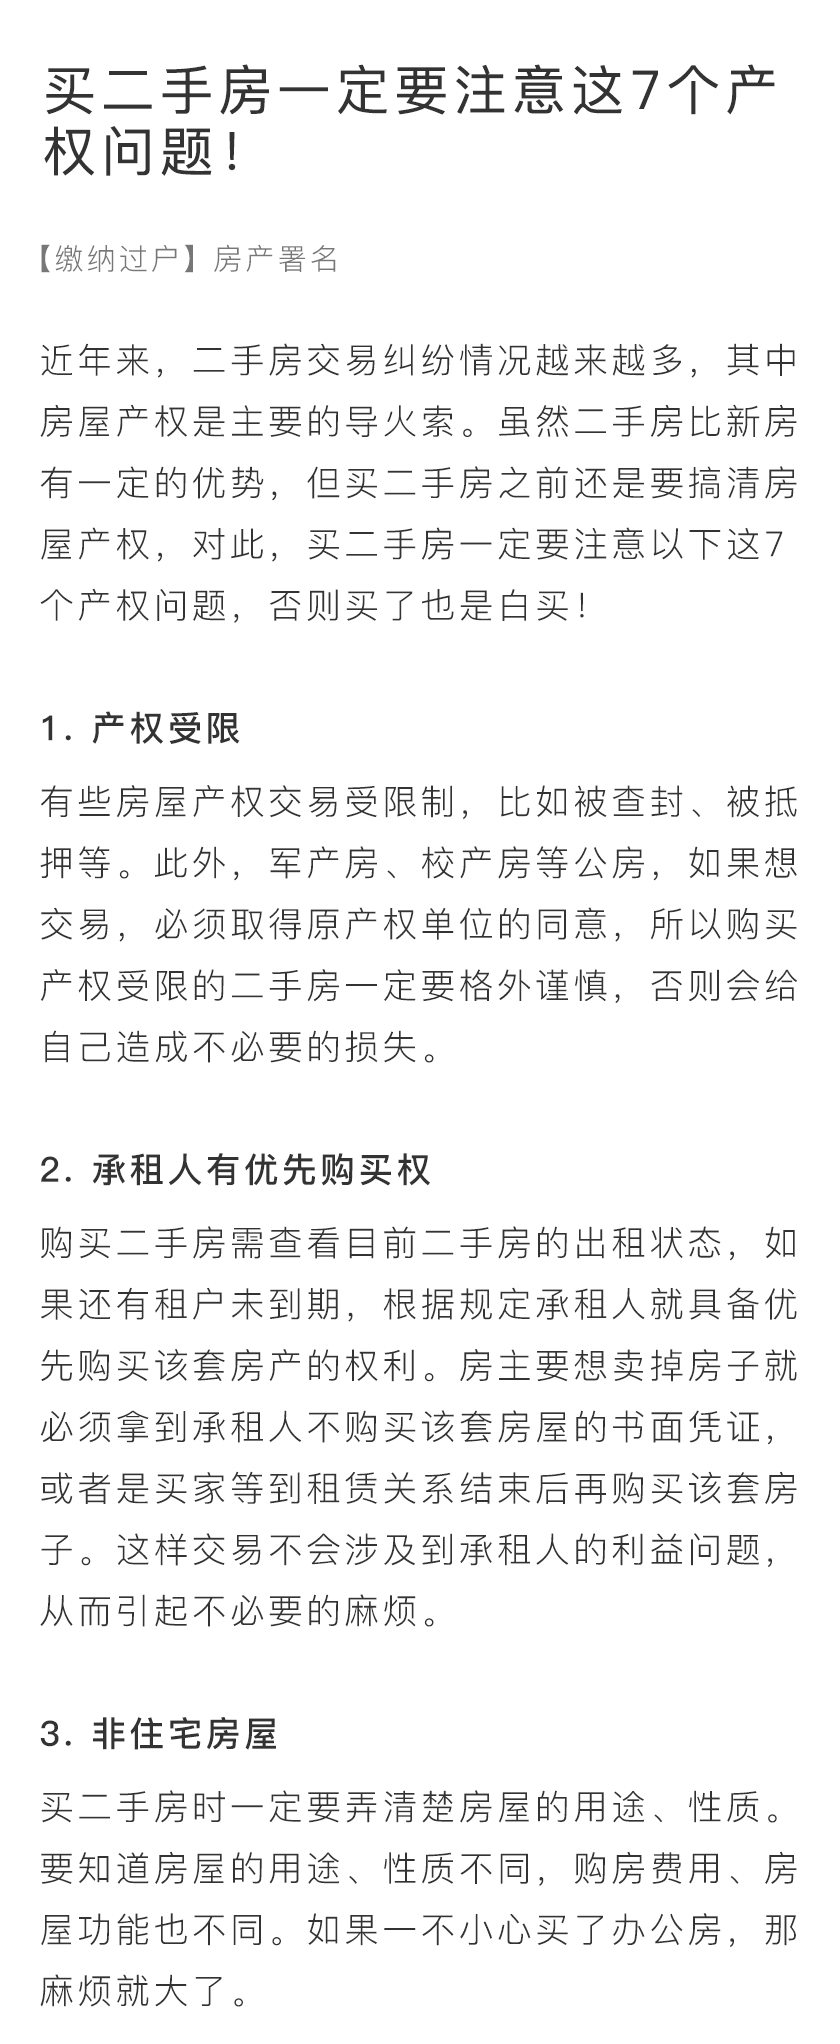 买二手房一定要注意这7个产
权问题！
【缴纳过户】房产署名
近年来，二手房交易纠纷情况越来越多，其中
房屋产权是主要的导火索。虽然二手房比新房
有一定的优势，但买二手房之前还是要搞清房
屋产权，对此，买二手房一定要注意以下这7
个产权问题，否则买了也是白买！
1. 产权受限
有些房屋产权交易受限制，比如被查封、被抵
押等。此外，军产房、校产房等公房，如果想
交易，必须取得原产权单位的同意，所以购买
产权受限的二手房一定要格外谨慎，否则会给
自己造成不必要的损失。
2. 承租人有优先购买权
购买二手房需查看目前二手房的出租状态，如
果还有租户未到期，根据规定承租人就具备优
先购买该套房产的权利。房主要想卖掉房子就
必须拿到承租人不购买该套房屋的书面凭证，
或者是买家等到租赁关系结束后再购买该套房
子。这样交易不会涉及到承租人的利益问题，
从而引起不必要的麻烦。
3. 非住宅房屋
买二手房时一定要弄清楚房屋的用途、性质。
要知道房屋的用途、性质不同，购房费用、房
屋功能也不同。如果一不小心买了办公房，那
麻烦就大了。